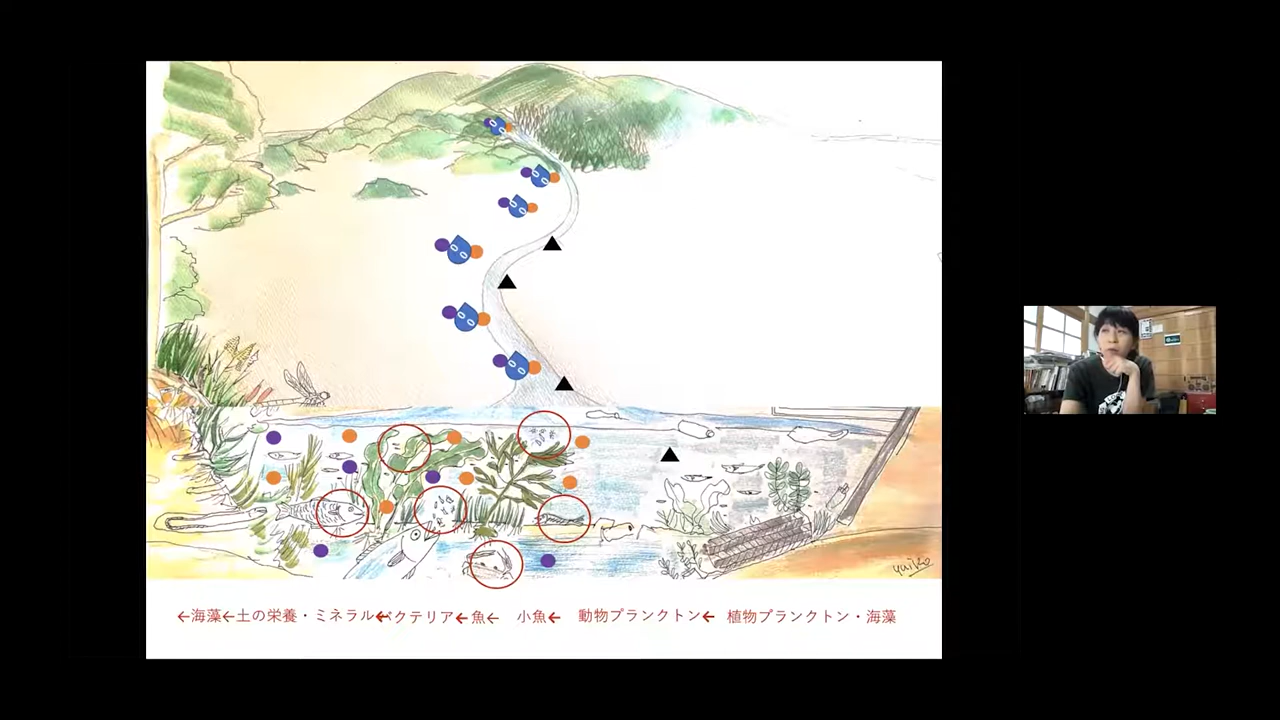 yuiko
←海藻←土の栄養・ミネラル←バクテリア←魚← 小魚← 動物プランクトン← 植物プランクトン・海藻